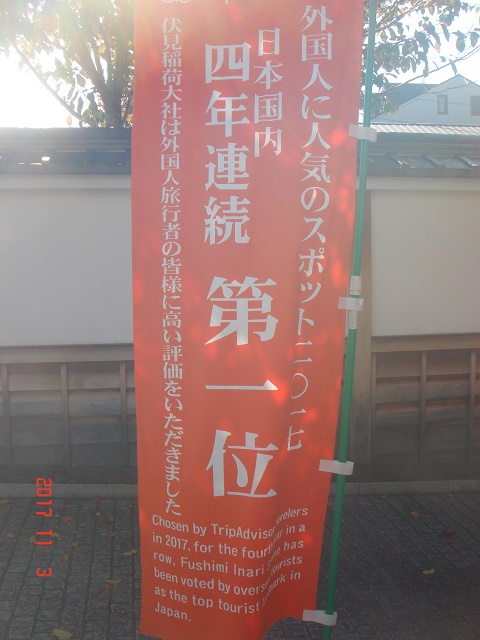 外国人に人気のスポット二〇一七
日本国内
四年連続 第一位
伏見稲荷大社は外国人旅行者の皆様に高い評価をいただきました
Chosen by TripAdvisor
in 2017, for the in a
row, Fushimi Inari has
been voted by
as the top tourist in
Japan.
2017 11 3